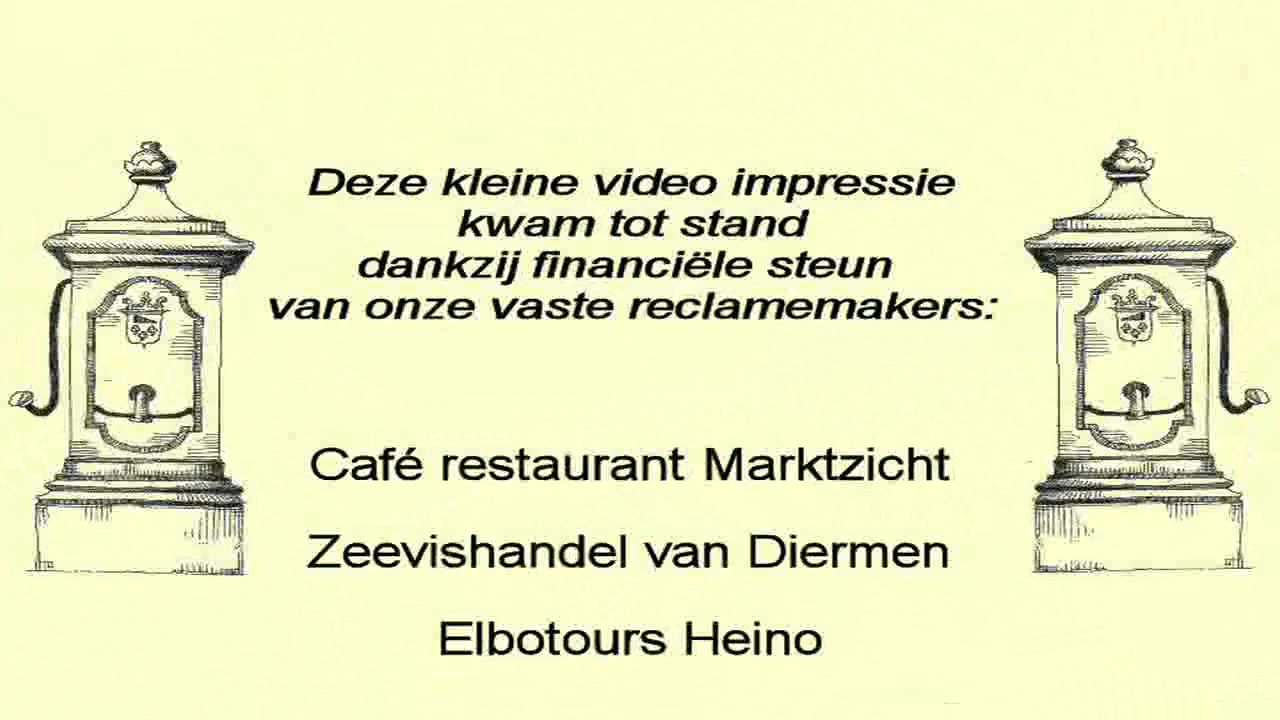 Deze kleine video impressie
kwam tot stand
dankzij financiële steun
van onze vaste reclamemakers:
Café restaurant Marktzicht
Zeevishandel van Diermen
Elbotours Heino